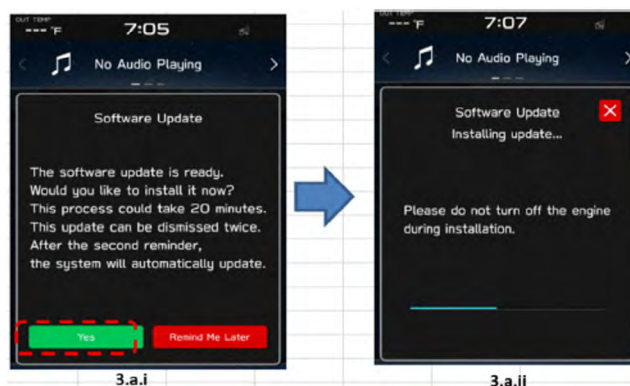 OUT TEMP
--- °F
7:05
No Audio Playing
Software Update
The software update is ready.
Would you like to install it now?
This process could take 20 minutes.
This update can be dismissed twice.
After the second reminder,
the system will automatically update.
Yes
Remind Me Later
3.a.i
OUT TEMP
--- °F
7:07
No Audio Playing
Software Update
Installing update...
Please do not turn off the engine
during installation.
3.a.ii